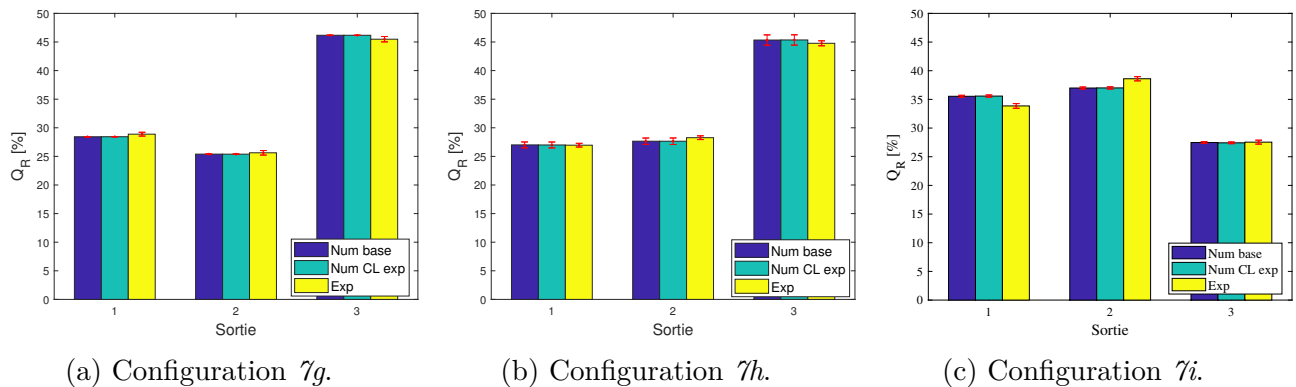 50
45
40
35
30
25
20
15
10
5
0
Q_R [%]
1 2 3
Sortie
Num base
Num CL exp
Exp
50
45
40
35
30
25
20
15
10
5
0
Q_R [%]
1 2 3
Sortie
Num base
Num CL exp
Exp
50
45
40
35
30
25
20
15
10
5
0
Q_R [%]
1 2 3
Sortie
Num base
Num CL exp
Exp
(a) Configuration 7̃g.
(b) Configuration 7̃h.
(c) Configuration 7̃i.